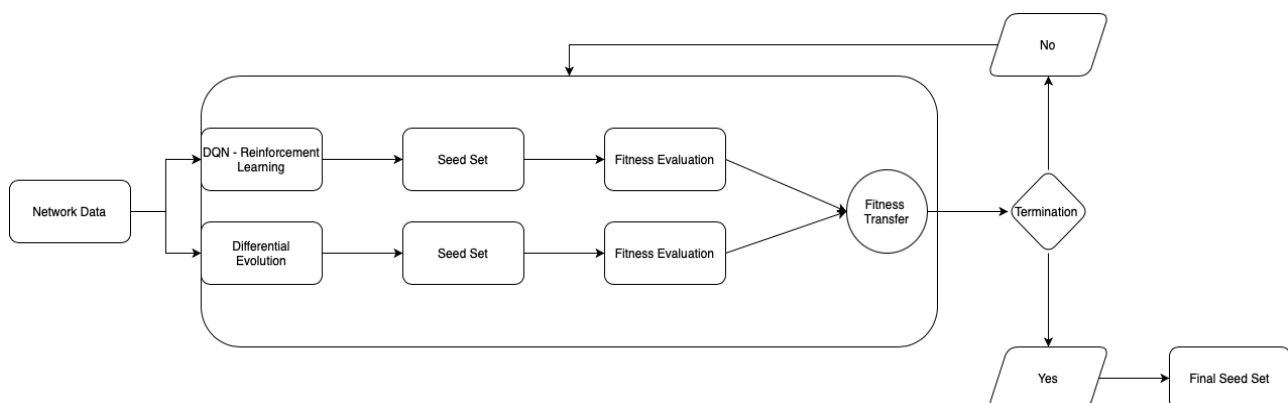 No
DQN - Reinforcement
Learning
Seed Set
Fitness Evaluation
Network Data
Fitness
Transfer
Termination
Differential
Evolution
Seed Set
Fitness Evaluation
Yes
Final Seed Set